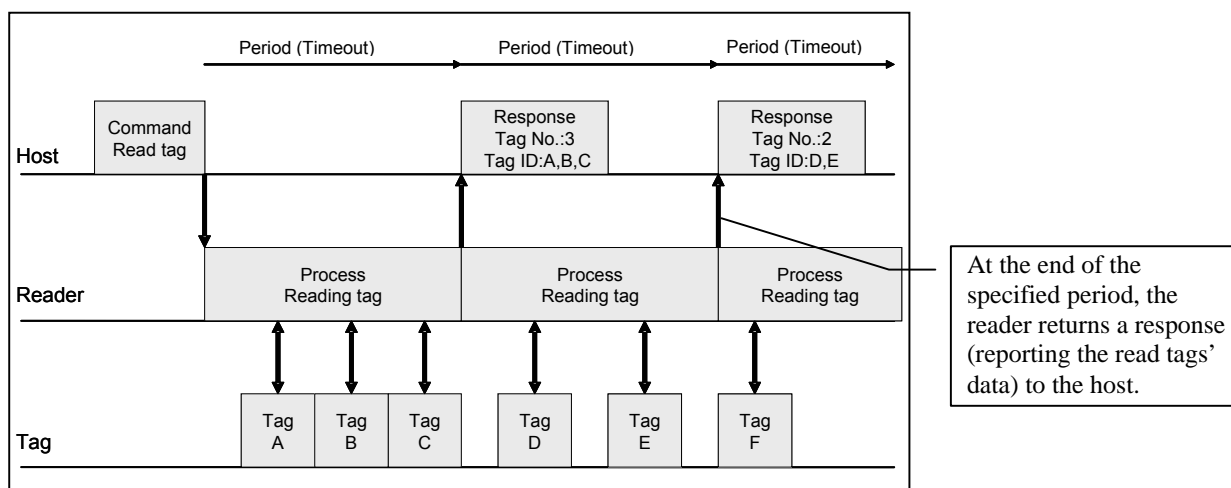 Period (Timeout) Period (Timeout) Period (Timeout)
Command
Read tag
Response
Tag No.:3
Tag ID:A,B,C
Response
Tag No.:2
Tag ID:D,E
Host
Process
Reading tag
Process
Reading tag
Process
Reading tag
Reader
At the end of the
specified period, the
reader returns a response
(reporting the read tags’
data) to the host.
Tag
A
Tag
B
Tag
C
Tag
D
Tag
E
Tag
F
Tag